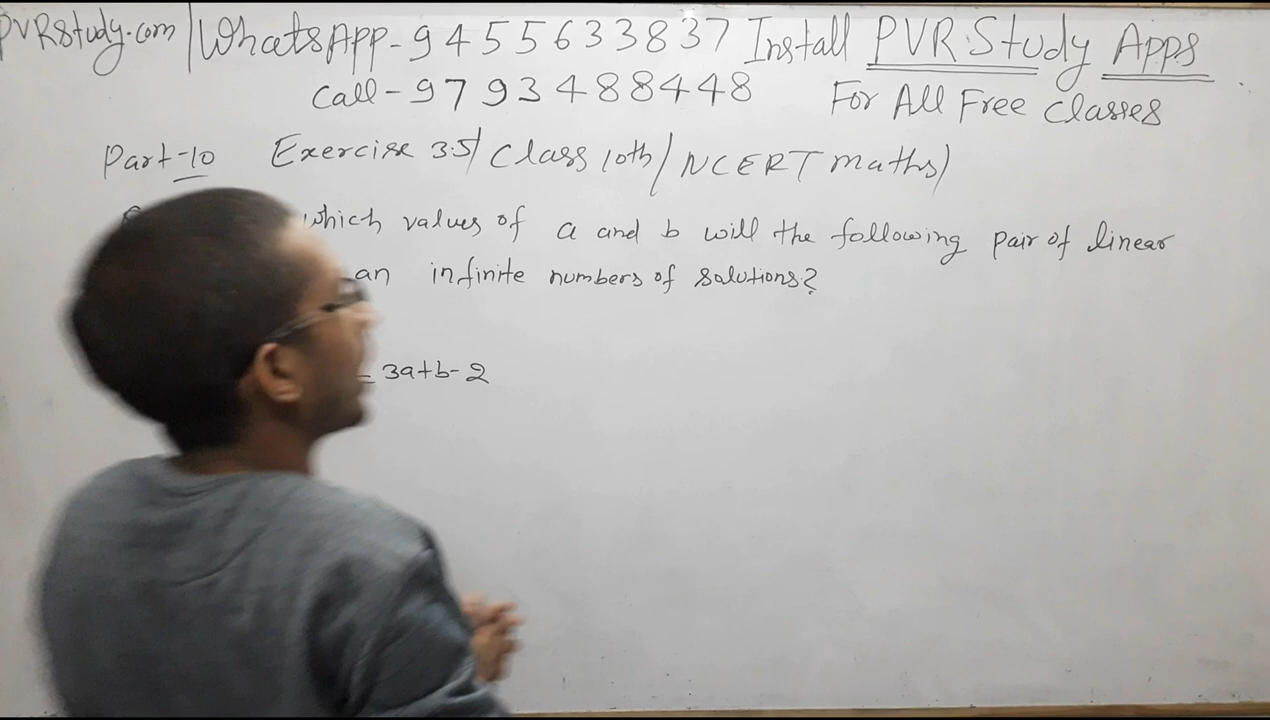 PVRStudy.com | WhatsApp - 9455633837 Install PVR Study Apps
Call - 9793488448 For All Free Classes
Part-10 Exercise 3.5/ Class 10th / NCERT Maths)
which values of a and b will the following pair of linear
an infinite numbers of solutions?
= 3a+b-2